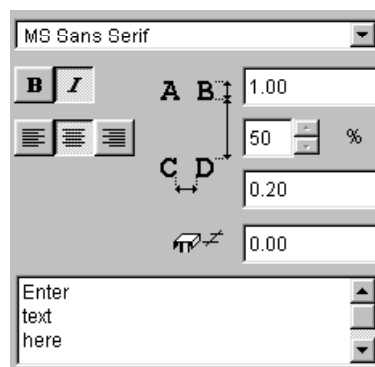 MS Sans Serif
B I
A B 1.00
50 %
C D
0.20
0.00
Enter
text
here